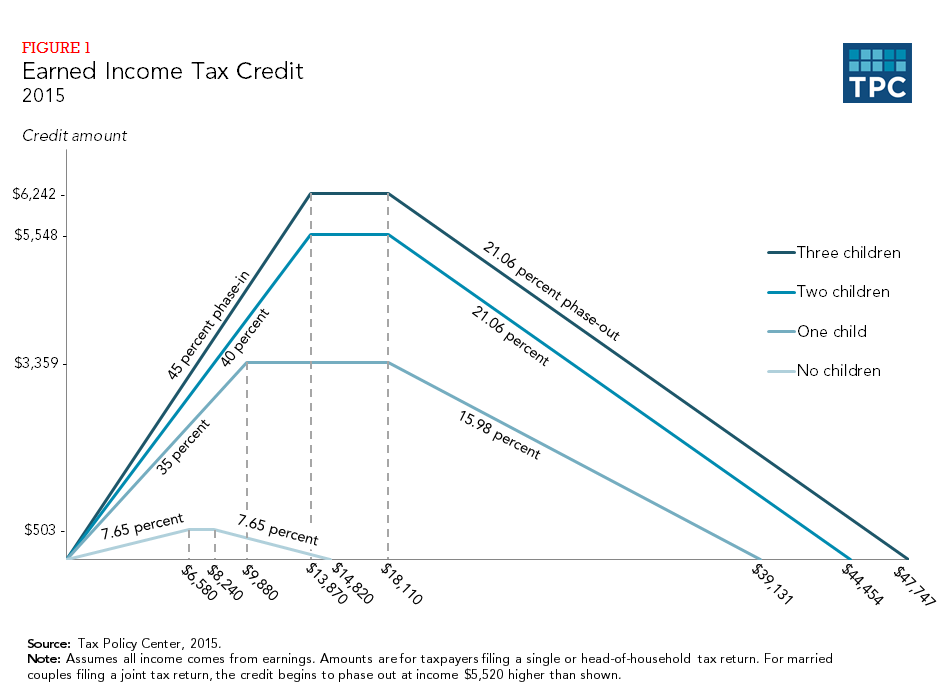 FIGURE 1
Earned Income Tax Credit
2015
TPC
Credit amount
$6,242
$5,548
$3,359
$503
45 percent phase-in
40 percent
35 percent
7.65 percent
7.65 percent
21.06 percent phase-out
21.06 percent
15.98 percent
Three children
Two children
One child
No children
$6,580
$8,240
$9,880
$13,870
$14,820
$18,110
$39,131
$44,454
$47,747
Source: Tax Policy Center, 2015.
Note: Assumes all income comes from earnings. Amounts are for taxpayers filing a single or head-of-household tax return. For married
couples filing a joint tax return, the credit begins to phase out at income $5,520 higher than shown.